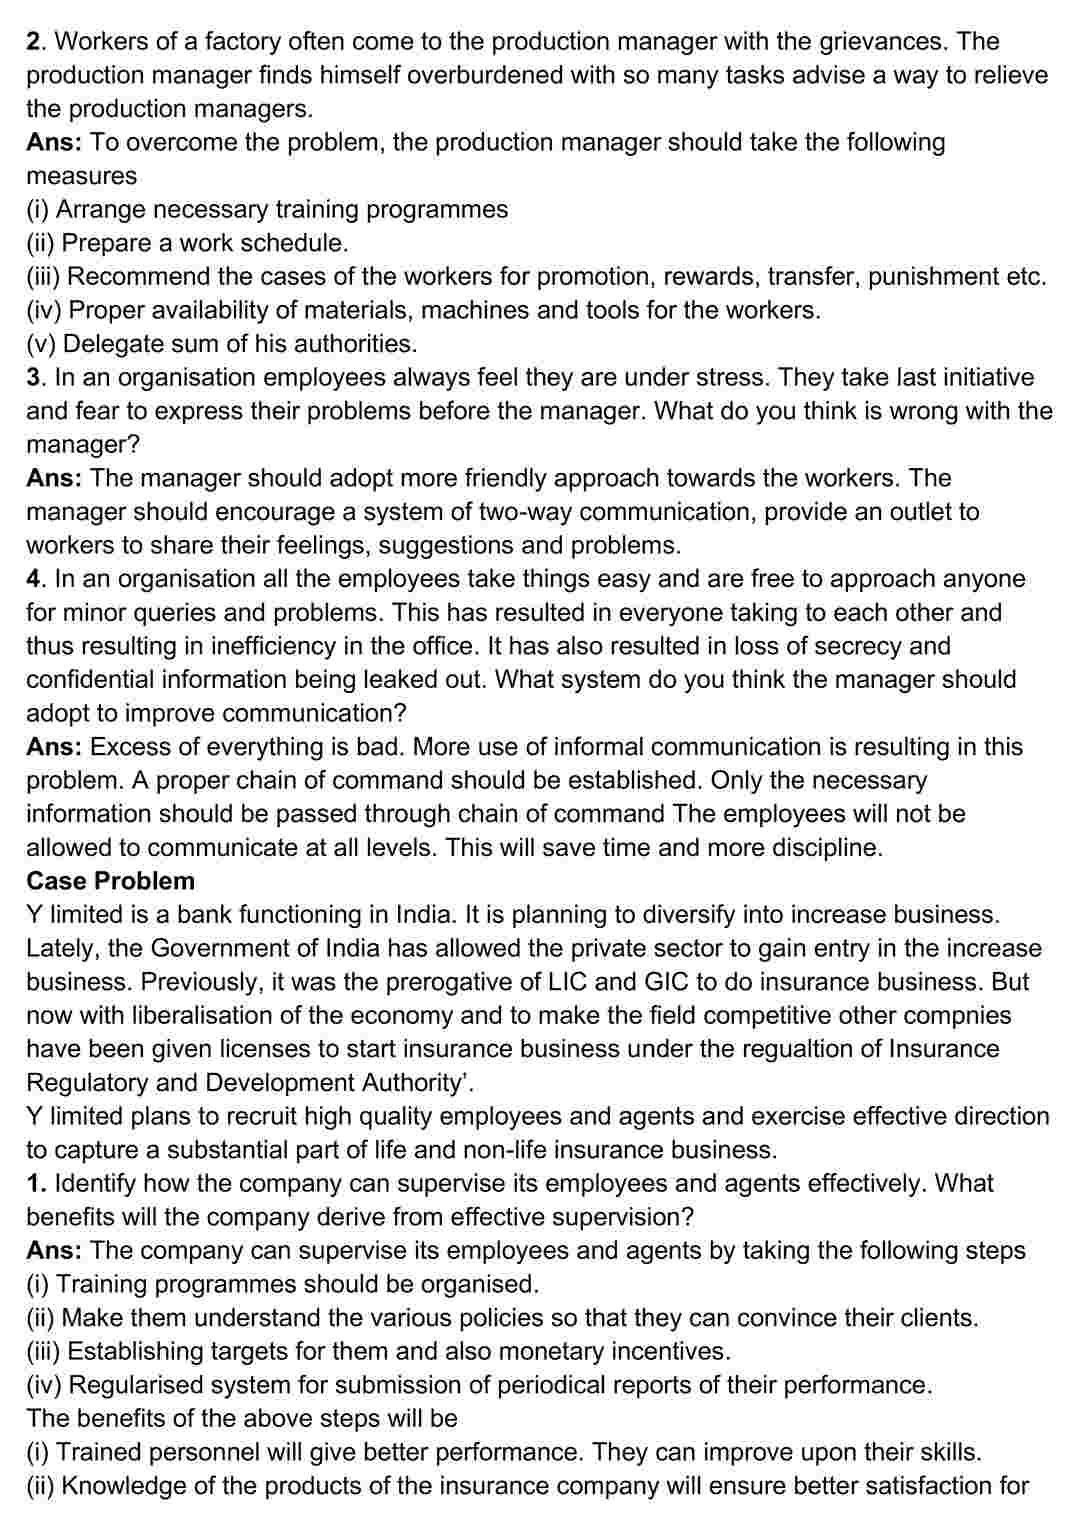 2. Workers of a factory often come to the production manager with the grievances. The
production manager finds himself overburdened with so many tasks advise a way to relieve
the production managers.
Ans: To overcome the problem, the production manager should take the following
measures
(i) Arrange necessary training programmes
(ii) Prepare a work schedule.
(iii) Recommend the cases of the workers for promotion, rewards, transfer, punishment etc.
(iv) Proper availability of materials, machines and tools for the workers.
(v) Delegate sum of his authorities.
3. In an organisation employees always feel they are under stress. They take last initiative
and fear to express their problems before the manager. What do you think is wrong with the
manager?
Ans: The manager should adopt more friendly approach towards the workers. The
manager should encourage a system of two-way communication, provide an outlet to
workers to share their feelings, suggestions and problems.
4. In an organisation all the employees take things easy and are free to approach anyone
for minor queries and problems. This has resulted in everyone taking to each other and
thus resulting in inefficiency in the office. It has also resulted in loss of secrecy and
confidential information being leaked out. What system do you think the manager should
adopt to improve communication?
Ans: Excess of everything is bad. More use of informal communication is resulting in this
problem. A proper chain of command should be established. Only the necessary
information should be passed through chain of command The employees will not be
allowed to communicate at all levels. This will save time and more discipline.
Case Problem
Y limited is a bank functioning in India. It is planning to diversify into increase business.
Lately, the Government of India has allowed the private sector to gain entry in the increase
business. Previously, it was the prerogative of LIC and GIC to do insurance business. But
now with liberalisation of the economy and to make the field competitive other compnies
have been given licenses to start insurance business under the regualtion of Insurance
Regulatory and Development Authority'.
Y limited plans to recruit high quality employees and agents and exercise effective direction
to capture a substantial part of life and non-life insurance business.
1. Identify how the company can supervise its employees and agents effectively. What
benefits will the company derive from effective supervision?
Ans: The company can supervise its employees and agents by taking the following steps
(i) Training programmes should be organised.
(ii) Make them understand the various policies so that they can convince their clients.
(iii) Establishing targets for them and also monetary incentives.
(iv) Regularised system for submission of periodical reports of their performance.
The benefits of the above steps will be
(i) Trained personnel will give better performance. They can improve upon their skills.
(ii) Knowledge of the products of the insurance company will ensure better satisfaction for